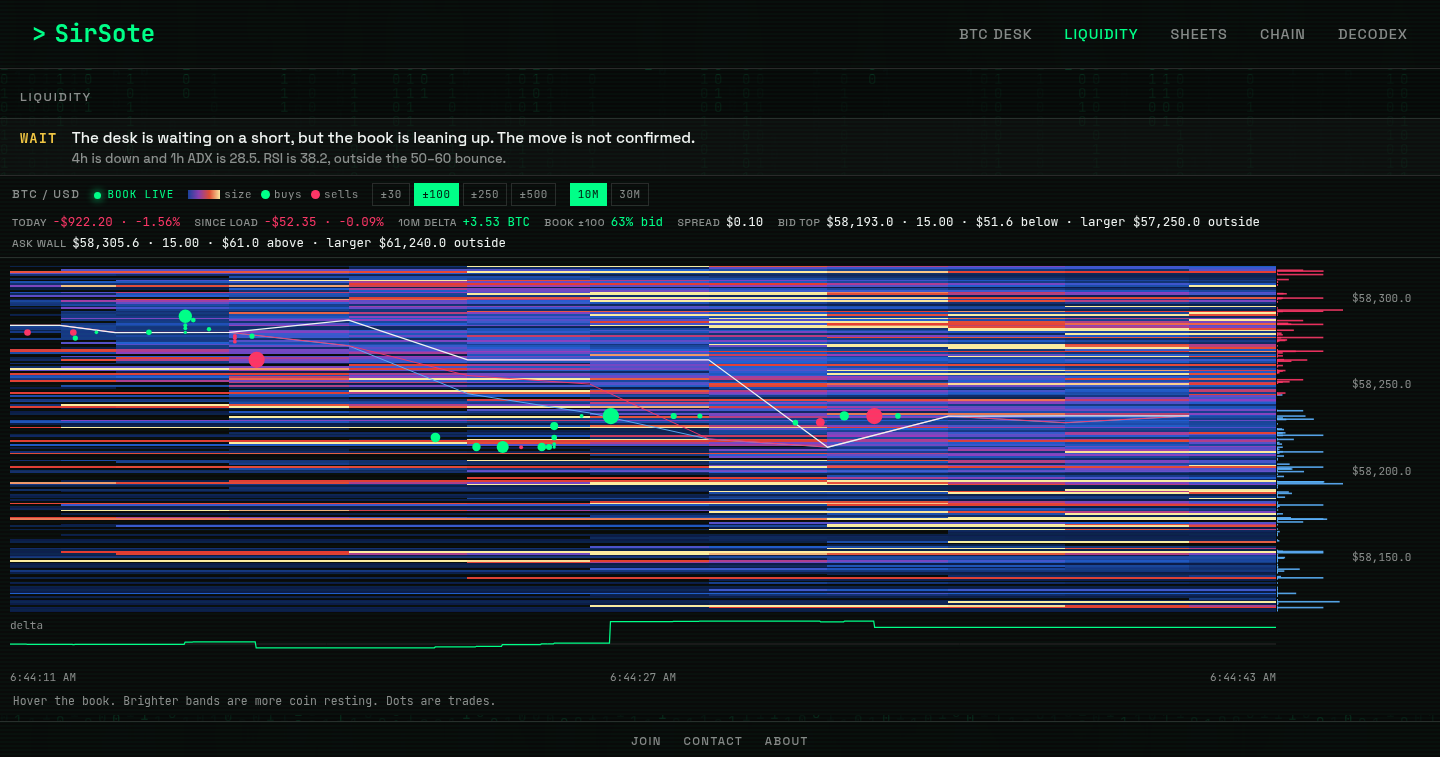 > SirSote
BTC DESK LIQUIDITY SHEETS CHAIN DECODEX
LIQUIDITY
WAIT The desk is waiting on a short, but the book is leaning up. The move is not confirmed.
4h is down and 1h ADX is 28.5. RSI is 38.2, outside the 50–60 bounce.
BTC / USD BOOK LIVE size buys sells ±30 ±100 ±250 ±500 10M 30M
TODAY -$922.20 · -1.56% SINCE LOAD -$52.35 · -0.09% 10M DELTA +3.53 BTC BOOK ±100 63% bid SPREAD $0.10 BID TOP $58,193.0 · 15.00 · $51.6 below · larger $57,250.0 outside
ASK WALL $58,305.6 · 15.00 · $61.0 above · larger $61,240.0 outside
$58,300.0
$58,250.0
$58,200.0
$58,150.0
delta
6:44:11 AM 6:44:27 AM 6:44:43 AM
Hover the book. Brighter bands are more coin resting. Dots are trades.
JOIN CONTACT ABOUT